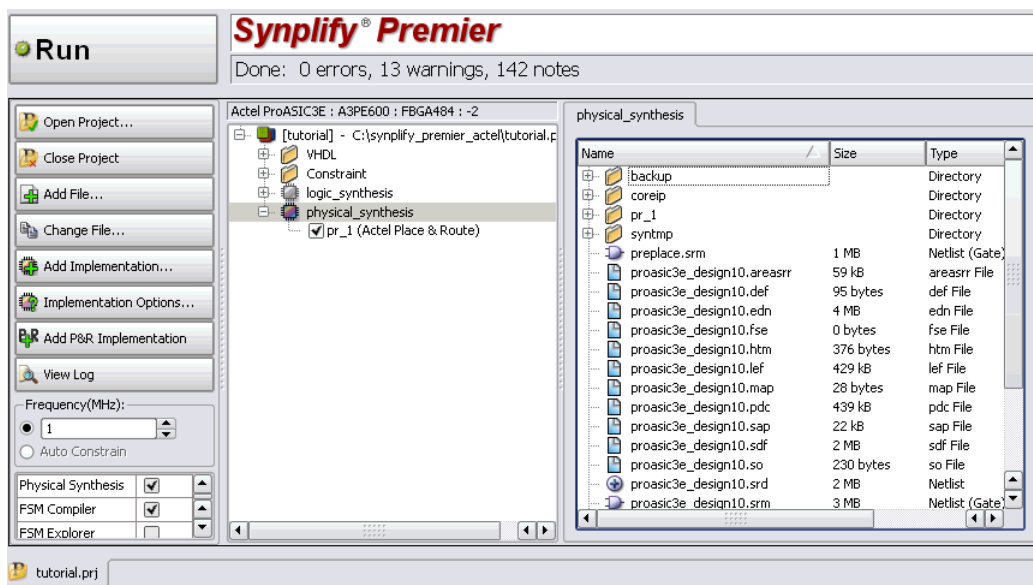 Run
Synplify® Premier
Done: 0 errors, 13 warnings, 142 notes
Open Project...
Close Project
Add File...
Change File...
Add Implementation...
Implementation Options...
P&R Add P&R Implementation
View Log
Frequency(MHz):
1
Auto Constrain
Physical Synthesis
FSM Compiler
FSM Explorer
Actel ProASIC3E : A3PE600 : FBGA484 : -2
[tutorial] - C:\synplify_premier_actel\tutorial.p
VHDL
Constraint
logic_synthesis
physical_synthesis
pr_1 (Actel Place & Route)
physical_synthesis
Name Size Type
backup Directory
coreip Directory
pr_1 Directory
syntmp Directory
preplace.srm 1 MB Netlist (Gate)
proasic3e_design10.areasrr 59 kB areasrr File
proasic3e_design10.def 95 bytes def File
proasic3e_design10.edn 4 MB edn File
proasic3e_design10.fse 0 bytes fse File
proasic3e_design10.htm 376 bytes htm File
proasic3e_design10.lef 429 kB lef File
proasic3e_design10.map 28 bytes map File
proasic3e_design10.pdc 439 kB pdc File
proasic3e_design10.sap 22 kB sap File
proasic3e_design10.sdf 2 MB sdf File
proasic3e_design10.so 230 bytes so File
proasic3e_design10.srd 2 MB Netlist
proasic3e_design10.srm 3 MB Netlist (Gate)
tutorial.prj